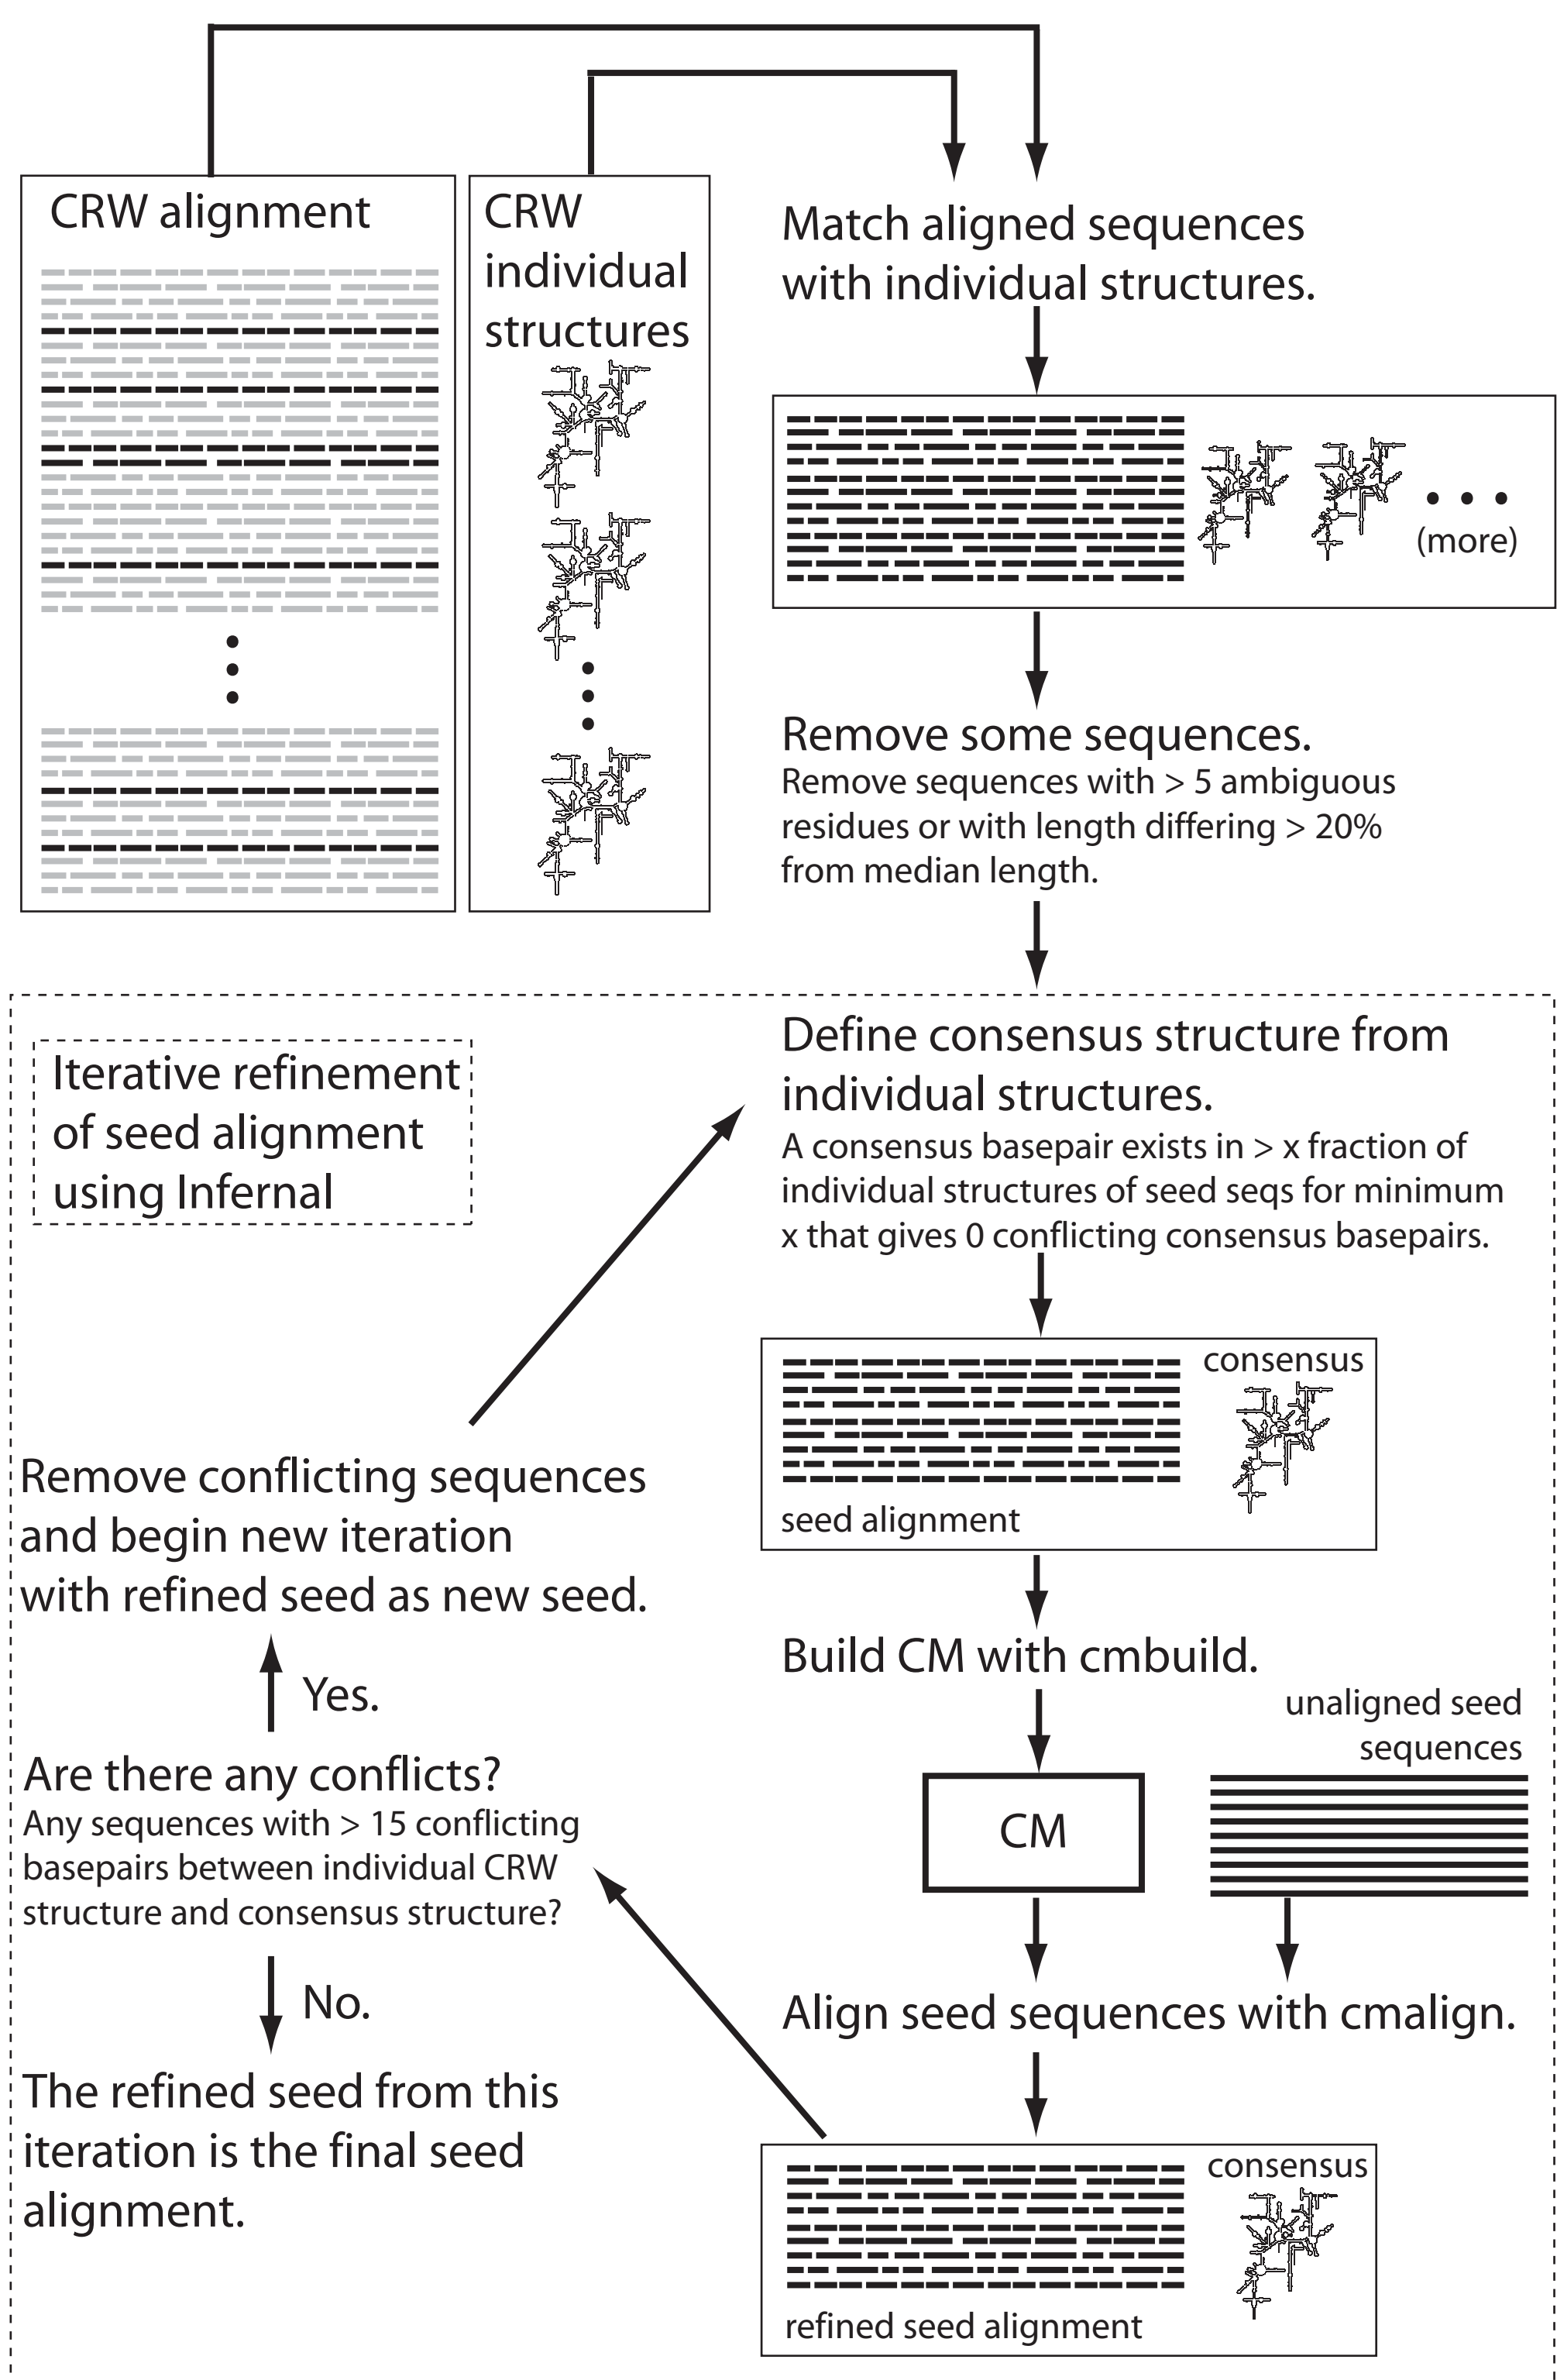 CRW alignment
CRW
individual
structures
Match aligned sequences
with individual structures.
(more)
Remove some sequences.
Remove sequences with > 5 ambiguous
residues or with length differing > 20%
from median length.
Iterative refinement
of seed alignment
using Infernal
Define consensus structure from
individual structures.
A consensus basepair exists in > x fraction of
individual structures of seed seqs for minimum
x that gives 0 conflicting consensus basepairs.
consensus
seed alignment
Build CM with cmbuild.
unaligned seed
sequences
CM
Align seed sequences with cmalign.
consensus
refined seed alignment
Are there any conflicts?
Any sequences with > 15 conflicting
basepairs between individual CRW
structure and consensus structure?
Yes.
Remove conflicting sequences
and begin new iteration
with refined seed as new seed.
No.
The refined seed from this
iteration is the final seed
alignment.